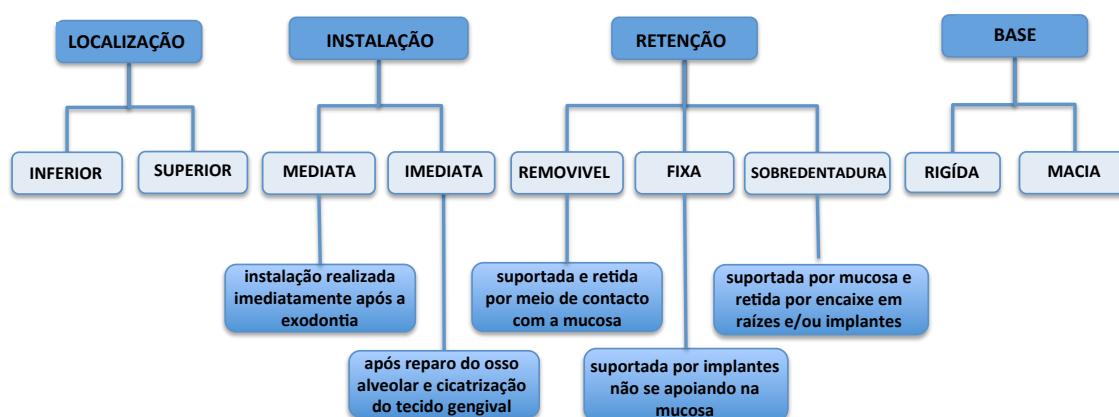 LOCALIZAÇÃO
INSTALAÇÃO
RETENÇÃO
BASE
INFERIOR
SUPERIOR
MEDIATA
IMEDIATA
REMOVIVEL
FIXA
SOBREDENTADURA
RIGÍDA
MACIA
instalação realizada
imediatamente após a
exodontia
suportada e retida
por meio de contacto
com a mucosa
suportada por mucosa e
retida por encaixe em
raízes e/ou implantes
após reparo do osso
alveolar e cicatrização
do tecido gengival
suportada por implantes
não se apoiando na
mucosa